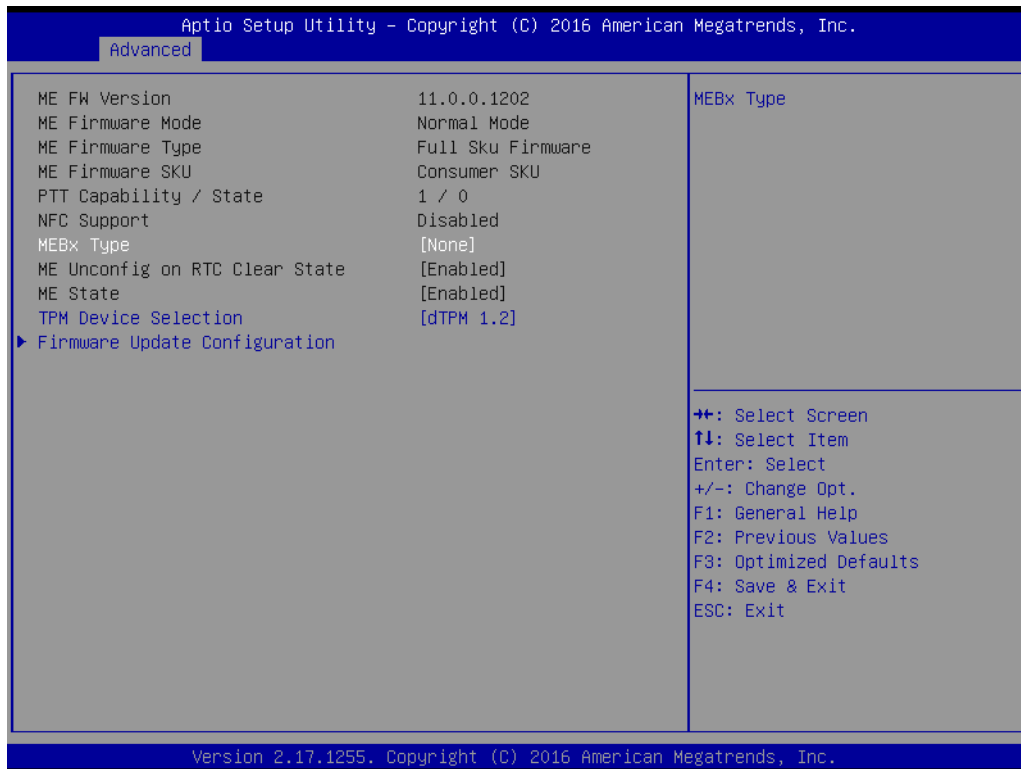 Aptio Setup Utility – Copyright (C) 2016 American Megatrends, Inc.
Advanced
ME FW Version 11.0.0.1202
ME Firmware Mode Normal Mode
ME Firmware Type Full Sku Firmware
ME Firmware SKU Consumer SKU
PTT Capability / State 1 / 0
NFC Support Disabled
MEBx Type [None]
ME Unconfig on RTC Clear State [Enabled]
ME State [Enabled]
TPM Device Selection [dTPM 1.2]
Firmware Update Configuration
MEBx Type
→←: Select Screen
↑↓: Select Item
Enter: Select
+/-: Change Opt.
F1: General Help
F2: Previous Values
F3: Optimized Defaults
F4: Save & Exit
ESC: Exit
Version 2.17.1255. Copyright (C) 2016 American Megatrends, Inc.